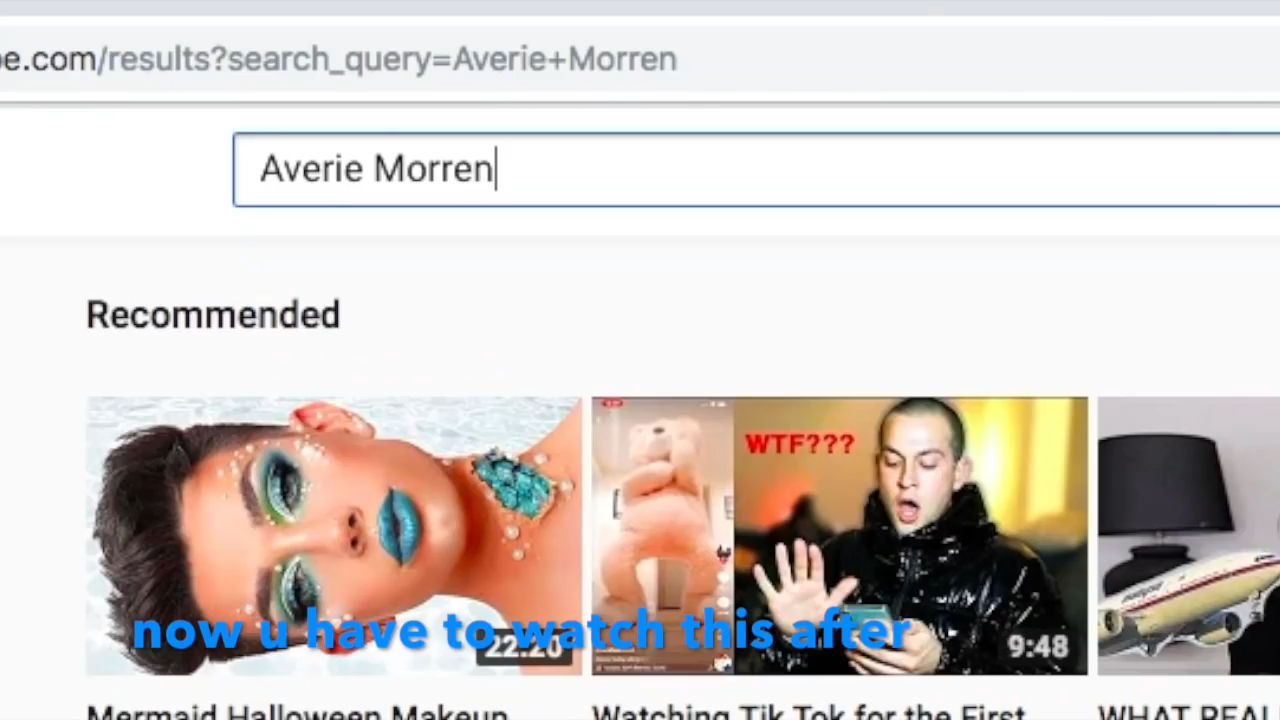 be.com/results?search_query=Averie+Morren
Averie Morren
Recommended
WTF???
now u have to watch this after
22:20
9:48
Mermaid Halloween Makeup
Watching Tik Tok for the First
WHAT REAL